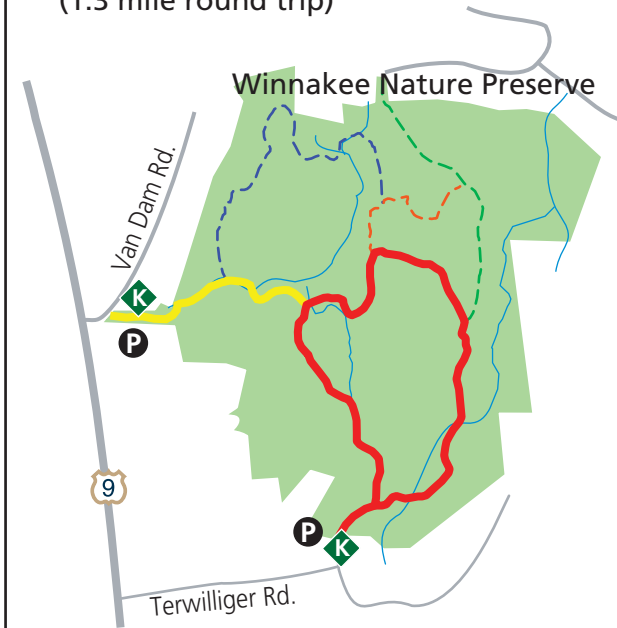 (1.3 mile round trip)
Winnakee Nature Preserve
Van Dam Rd.
K
P
9
P
K
Terwilliger Rd.